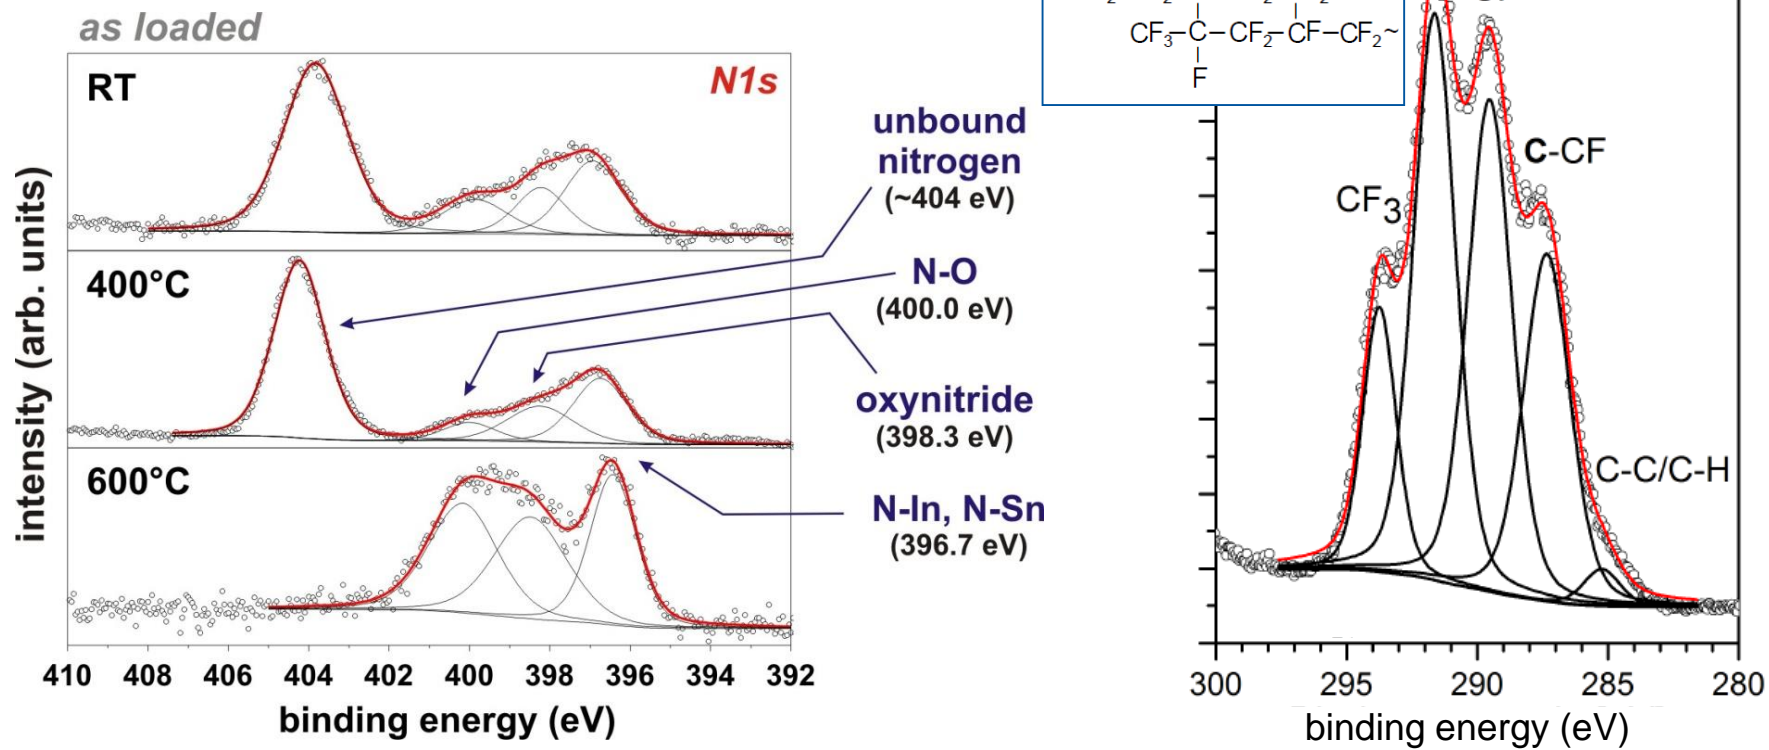 as loaded
RT
N1s
400°C
600°C
intensity (arb. units)
410 408 406 404 402 400 398 396 394 392
binding energy (eV)
unbound
nitrogen
(~404 eV)
N-O
(400.0 eV)
oxynitride
(398.3 eV)
N-In, N-Sn
(396.7 eV)
CF3–C–CF2–CF–CF2~
F
CF3
C-CF
C-C/C-H
300 295 290 285 280
binding energy (eV)